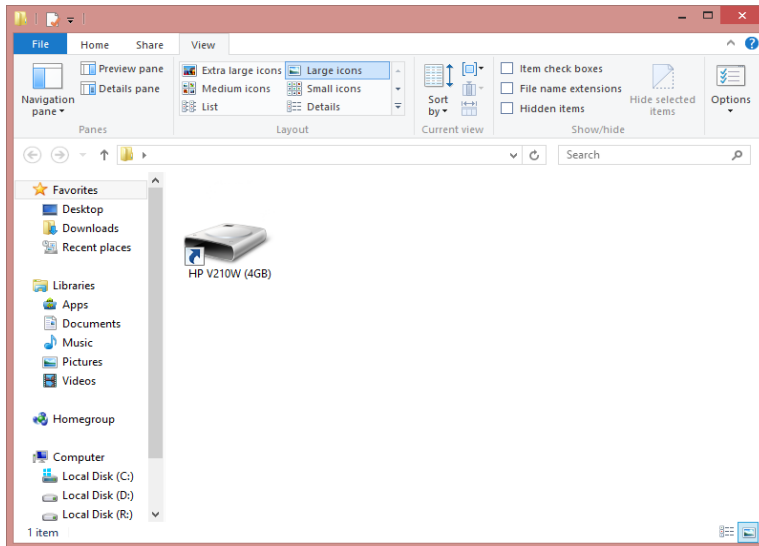 File Home Share View
Navigation pane
Preview pane
Details pane
Panes
Extra large icons Large icons
Medium icons Small icons
List Details
Layout
Sort by
Current view
Item check boxes
File name extensions
Hidden items
Hide selected items
Show/hide
Options
Search
Favorites
Desktop
Downloads
Recent places
Libraries
Apps
Documents
Music
Pictures
Videos
Homegroup
Computer
Local Disk (C:)
Local Disk (D:)
Local Disk (R:)
HP V210W (4GB)
1 item